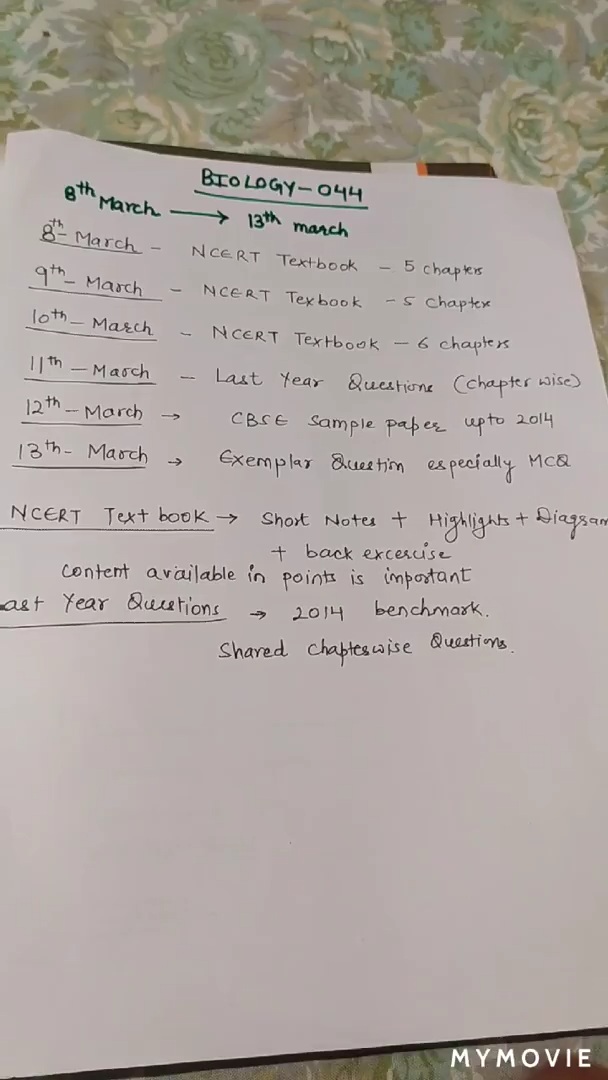 BIOLOGY-044
8th March → 13th march
8th March - NCERT Textbook - 5 chapters
9th - March - NCERT Texbook - 5 Chapter
10th - March - NCERT Textbook - 6 chapters
11th - March - Last Year Questions (chapter wise)
12th - March → CBSE sample paper upto 2014
13th - March → Exemplar Question especially MCQ
NCERT Text book → Short Notes + Highlights + Diagram
+ back excercise
content available in points is important
Last Year Questions → 2014 benchmark.
Shared Chapterwise Questions.
MYMOVIE